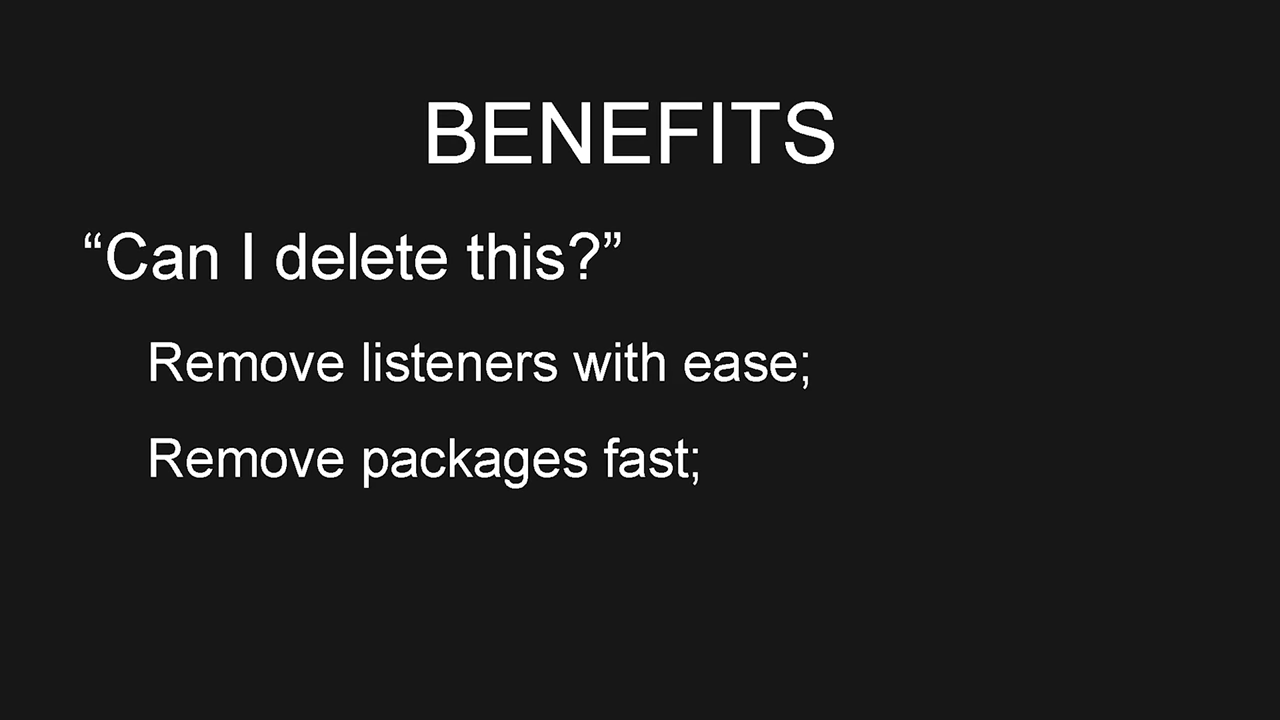 BENEFITS
“Can I delete this?”
Remove listeners with ease;
Remove packages fast;